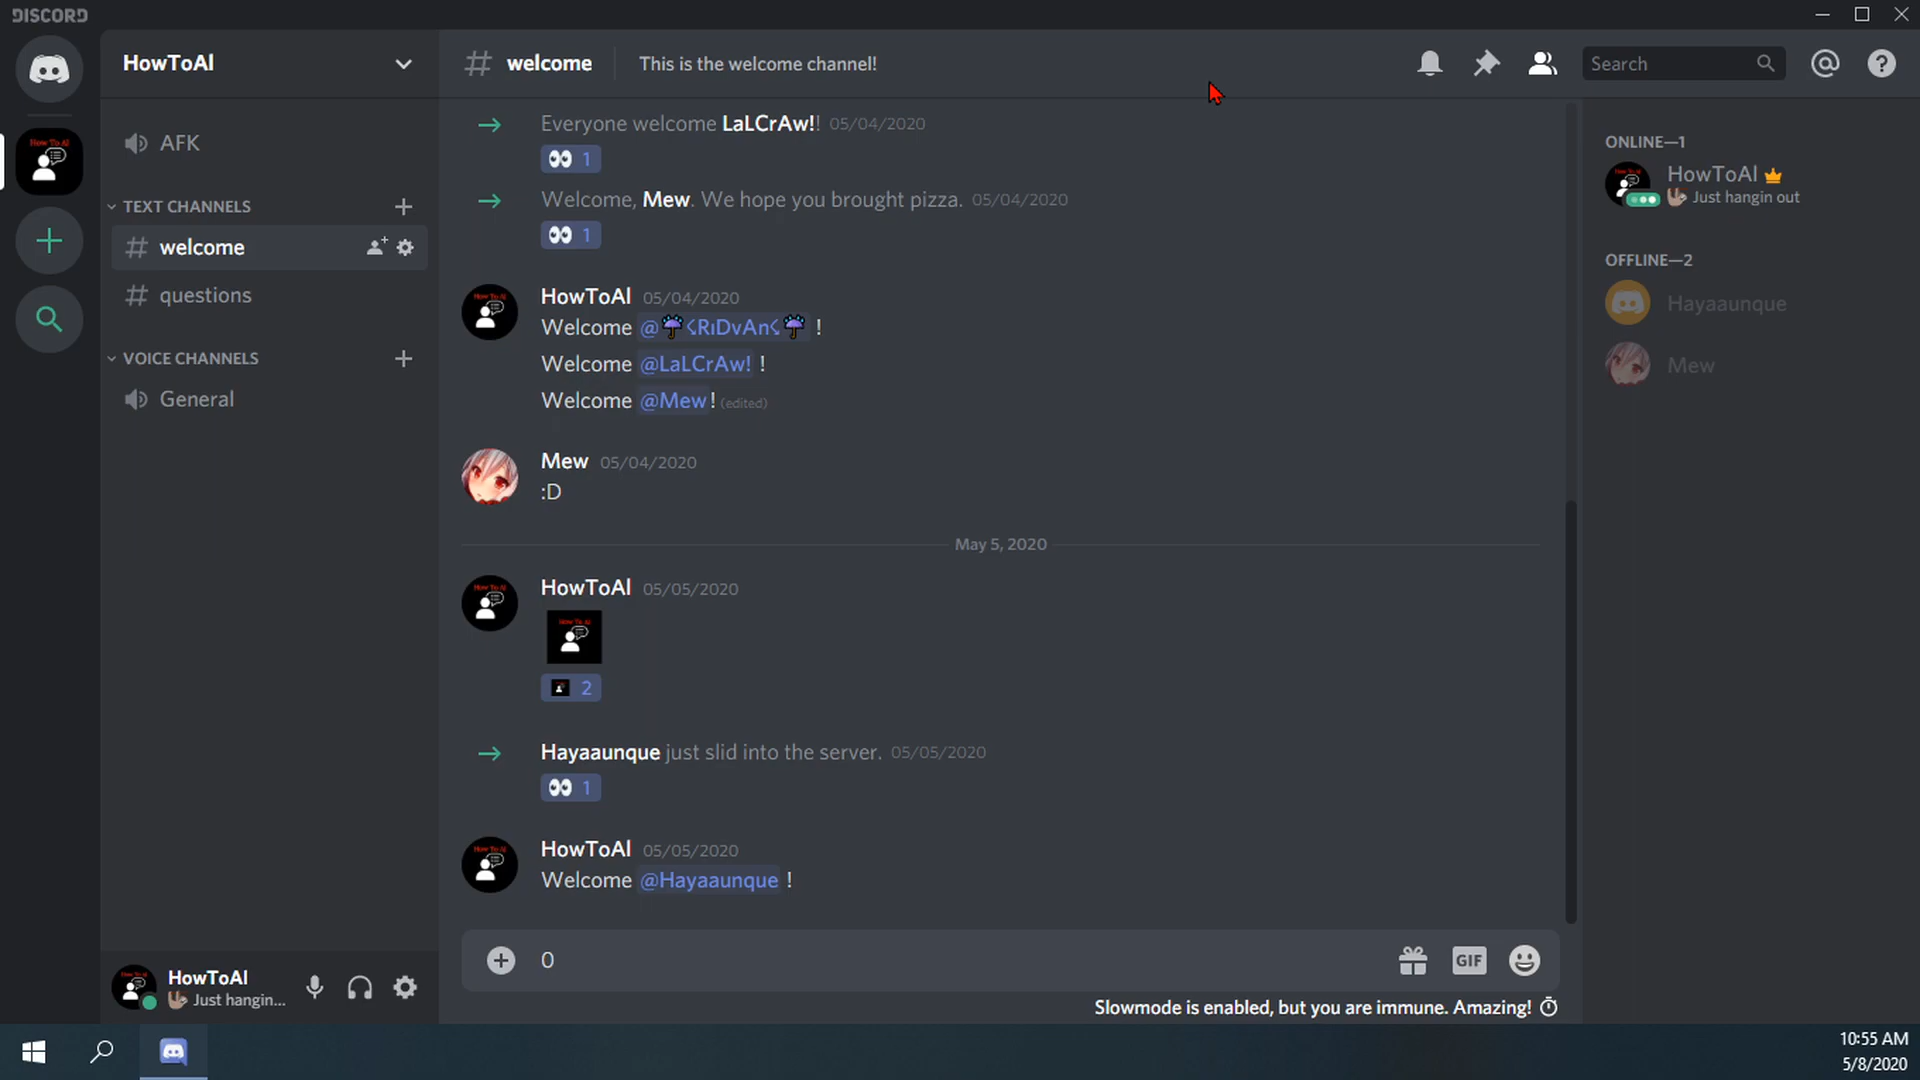 DISCORD
HowToAI
# welcome
This is the welcome channel!
Search
AFK
TEXT CHANNELS
# welcome
# questions
VOICE CHANNELS
General
Everyone welcome LaLCrAw!! 05/04/2020
👀 1
Welcome, Mew. We hope you brought pizza. 05/04/2020
👀 1
HowToAI 05/04/2020
Welcome @☔☇RıDvAn☇☔ !
Welcome @LaLCrAw! !
Welcome @Mew! (edited)
Mew 05/04/2020
:D
May 5, 2020
HowToAI 05/05/2020
How To AI
2
Hayaaunque just slid into the server. 05/05/2020
👀 1
HowToAI 05/05/2020
Welcome @Hayaaunque !
0
GIF
Slowmode is enabled, but you are immune. Amazing!
ONLINE—1
HowToAI
🤟🏽 Just hangin out
OFFLINE—2
Hayaaunque
Mew
HowToAI
🤟🏽 Just hangin...
10:55 AM
5/8/2020